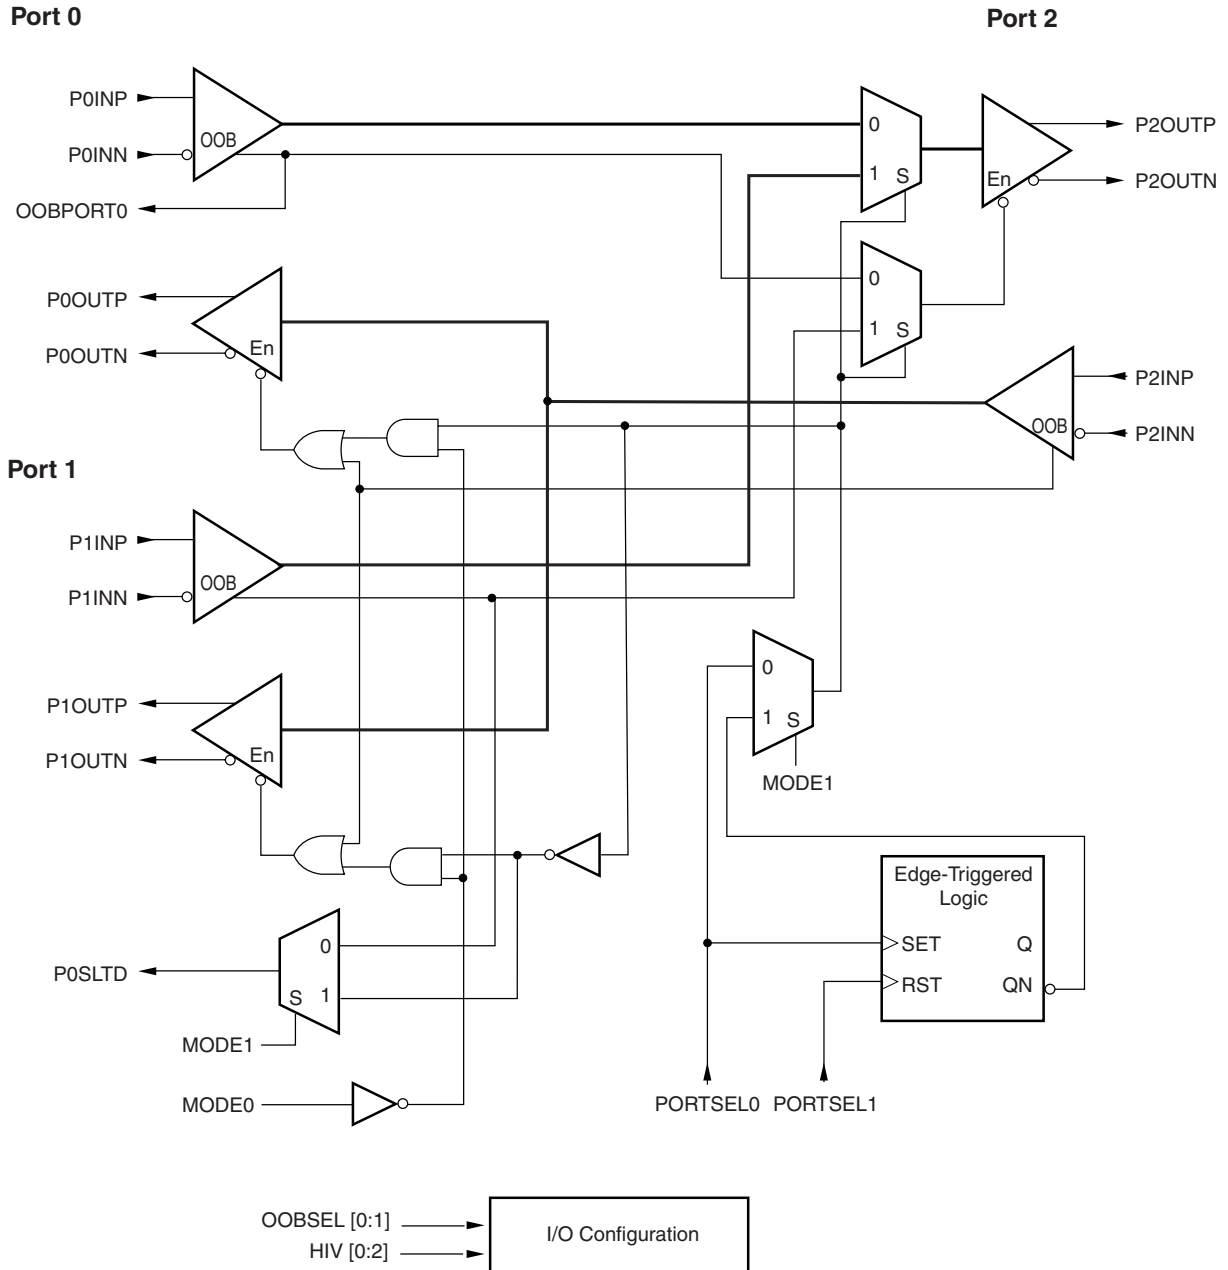 Port 0
Port 2
P0INP
0
P2OUTP
OOB
P0INN
1
S
En
P2OUTN
OOBPORT0
0
P0OUTP
1
S
P0OUTN
En
P2INP
OOB
P2INN
Port 1
P1INP
P1INN
OOB
0
P1OUTP
1
S
P1OUTN
En
MODE1
Edge-Triggered
Logic
0
SET
Q
P0SLTD
S
1
RST
QN
MODE1
MODE0
PORTSEL0
PORTSEL1
OOBSEL [0:1]
I/O Configuration
HIV [0:2]